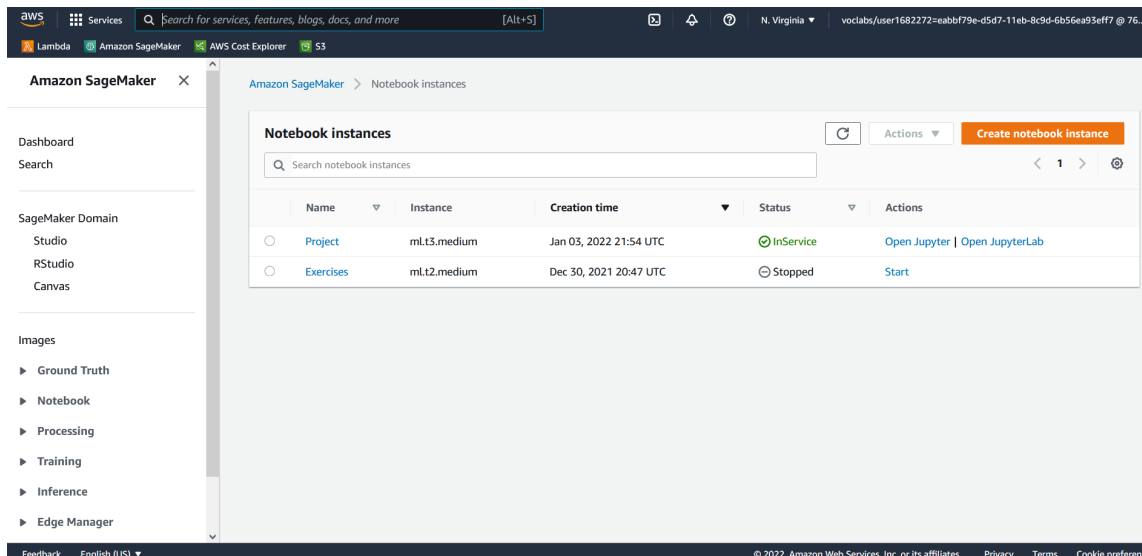 aws Services Search for services, features, blogs, docs, and more [Alt+S] N. Virginia ▼ voclabs/user1682272=eabbf79e-d5d7-11eb-8c9d-6b56ea93eff7 @ 76..
Lambda Amazon SageMaker AWS Cost Explorer S3
Amazon SageMaker
Dashboard
Search
SageMaker Domain
Studio
RStudio
Canvas
Images
Ground Truth
Notebook
Processing
Training
Inference
Edge Manager
Amazon SageMaker > Notebook instances
Notebook instances
Actions ▼ Create notebook instance
Search notebook instances
< 1 >
Name Instance Creation time Status Actions
Project ml.t3.medium Jan 03, 2022 21:54 UTC InService Open Jupyter | Open JupyterLab
Exercises ml.t2.medium Dec 30, 2021 20:47 UTC Stopped Start
Feedback English (US) ▼ © 2022, Amazon Web Services, Inc. or its affiliates. Privacy Terms Cookie preferen